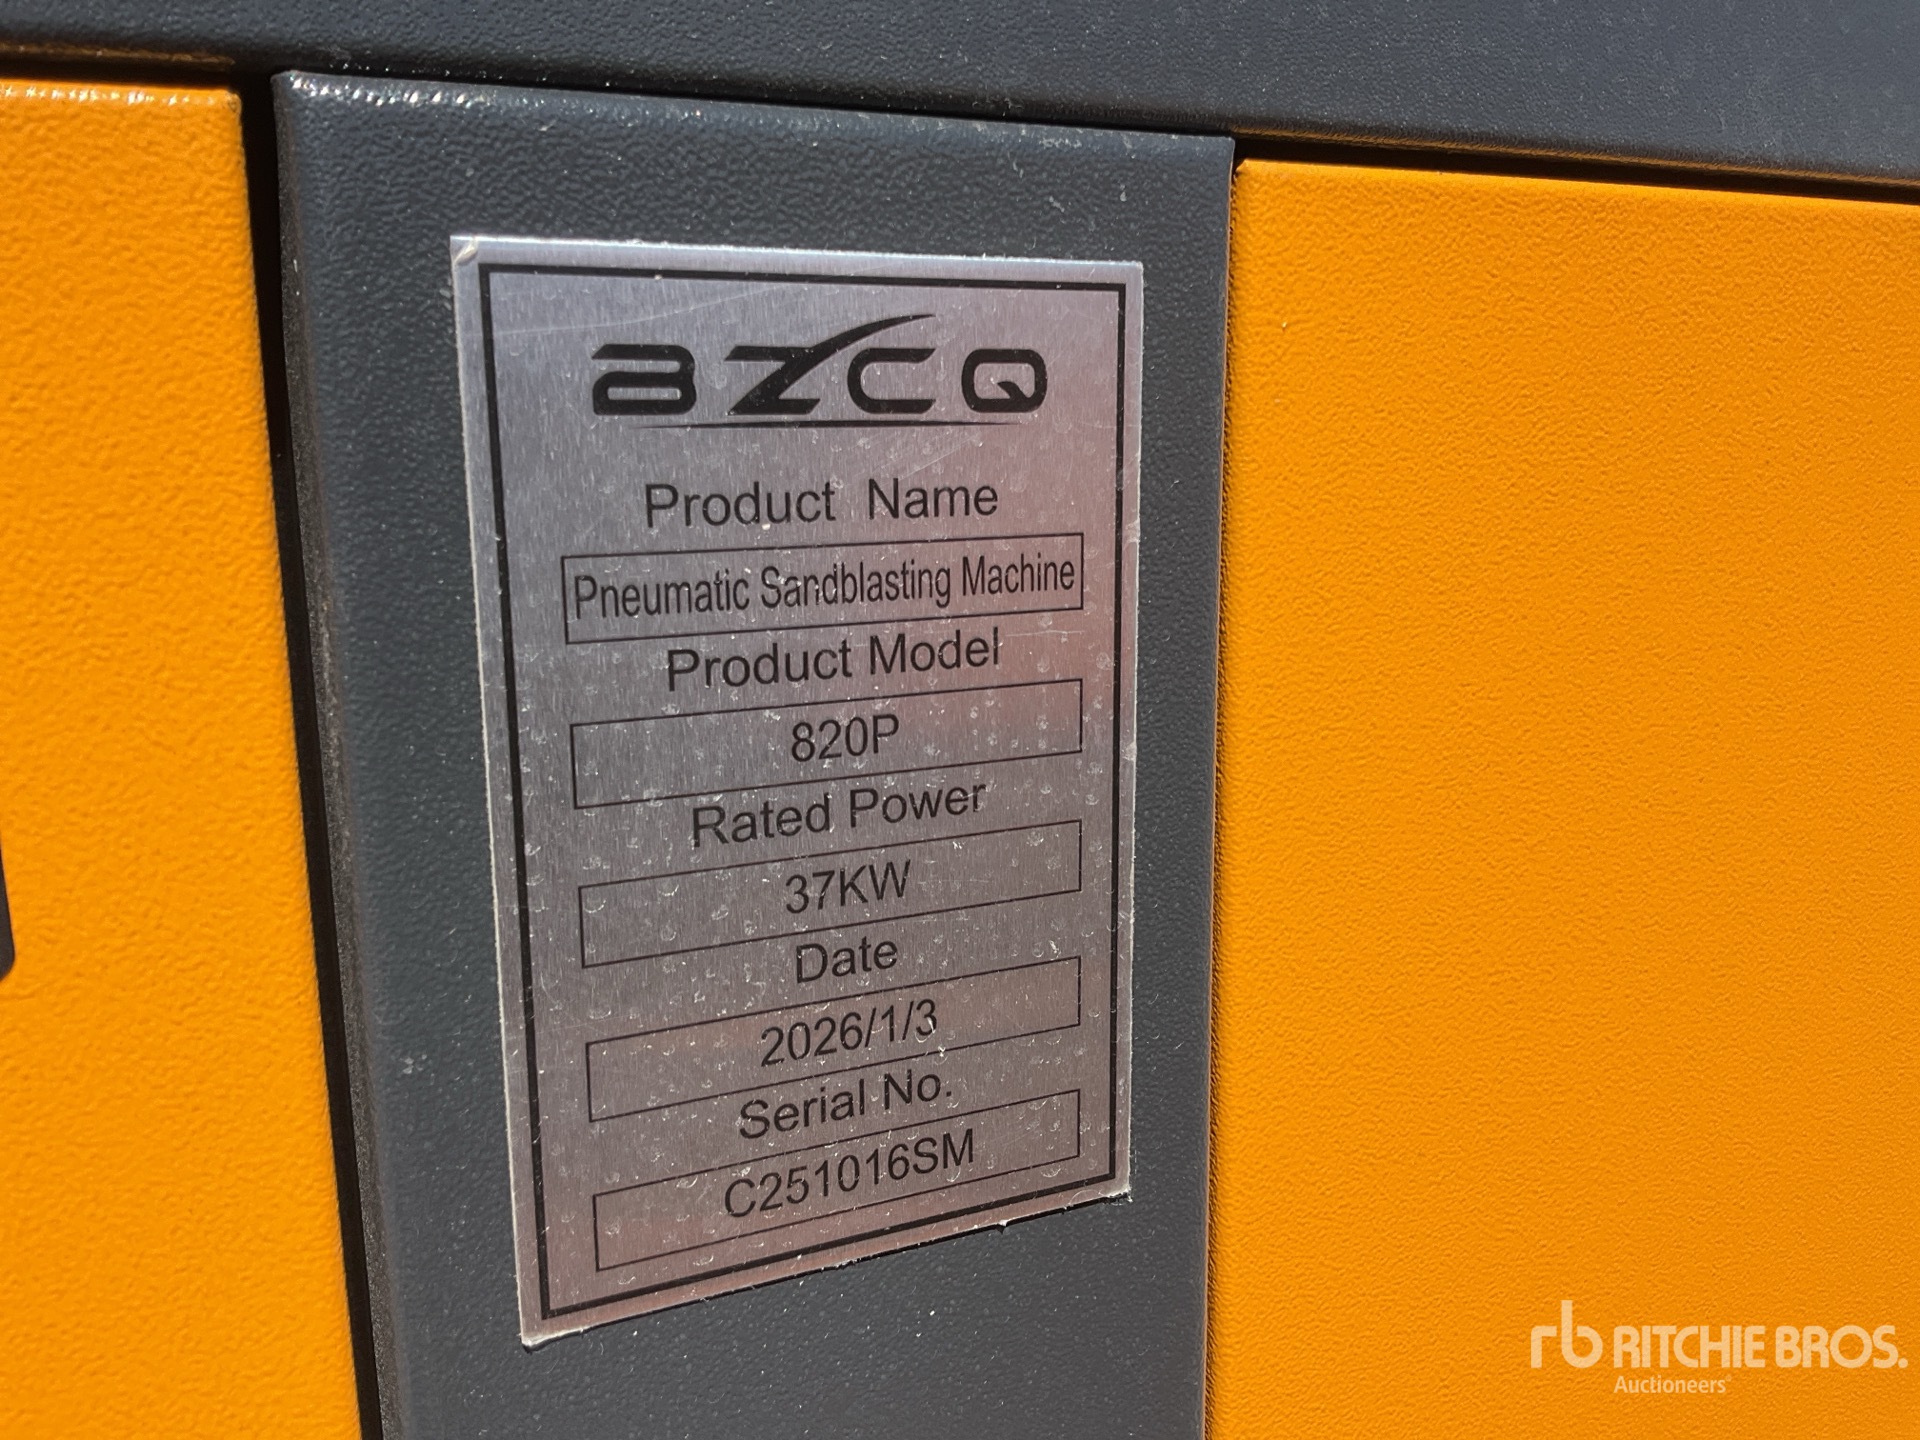 AZCQ
Product Name
Pneumatic Sandblasting Machine
Product Model
820P
Rated Power
37KW
Date
2026/1/3
Serial No.
C251016SM
rb RITCHIE BROS.
Auctioneers